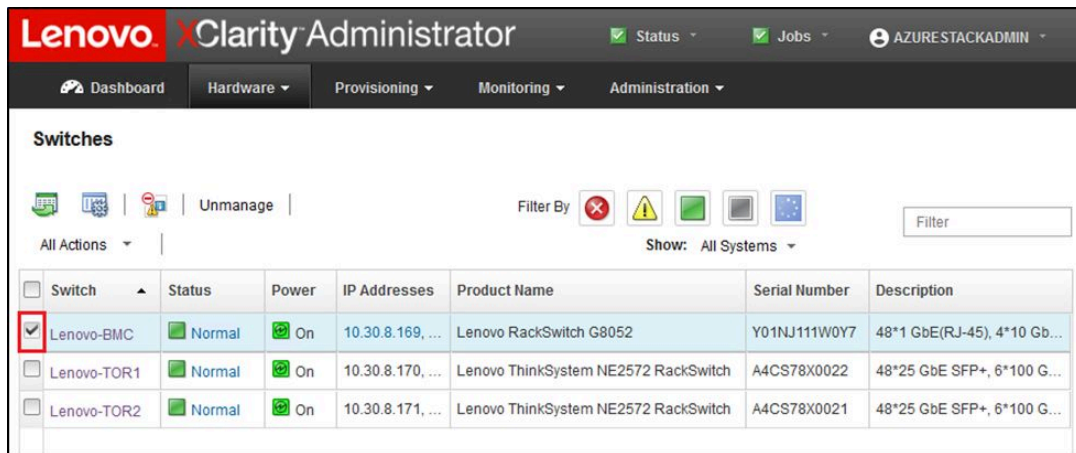 Lenovo. XClarity Administrator Status Jobs AZURESTACKADMIN
Dashboard Hardware Provisioning Monitoring Administration
Switches
Unmanage Filter By Filter
All Actions Show: All Systems
Switch Status Power IP Addresses Product Name Serial Number Description
Lenovo-BMC Normal On 10.30.8.169, ... Lenovo RackSwitch G8052 Y01NJ111W0Y7 48*1 GbE(RJ-45), 4*10 Gb...
Lenovo-TOR1 Normal On 10.30.8.170, ... Lenovo ThinkSystem NE2572 RackSwitch A4CS78X0022 48*25 GbE SFP+, 6*100 G...
Lenovo-TOR2 Normal On 10.30.8.171, ... Lenovo ThinkSystem NE2572 RackSwitch A4CS78X0021 48*25 GbE SFP+, 6*100 G...